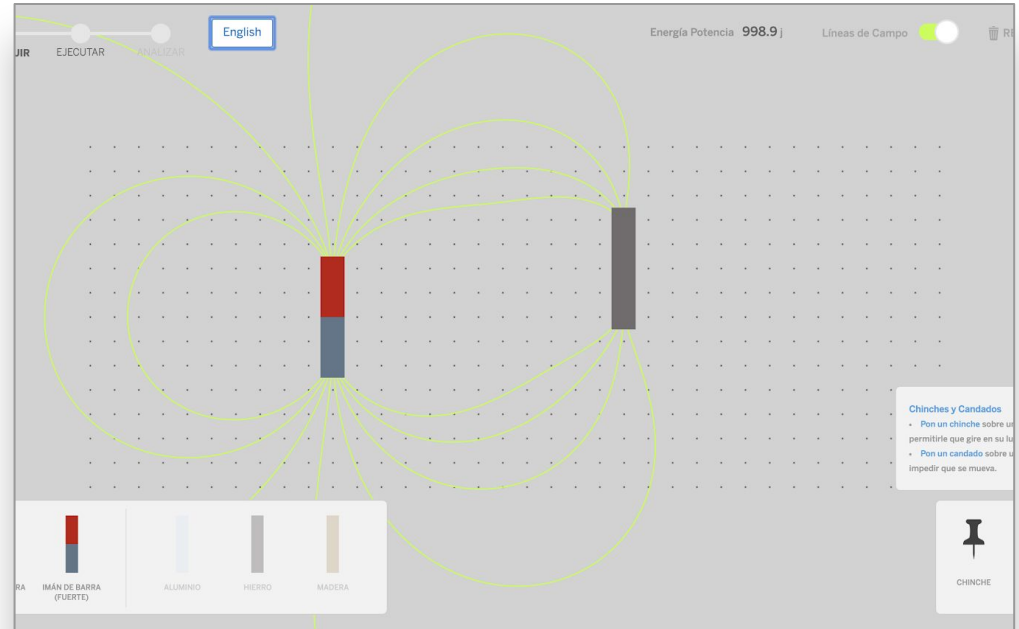 UIR
EJECUTAR
ANALIZAR
English
Energía Potencia 998.9 j
Líneas de Campo
RE
Chinches y Candados
• Pon un chinche sobre un
permitirle que gire en su lu
• Pon un candado sobre u
impedir que se mueva.
RA
IMÁN DE BARRA
(FUERTE)
ALUMINIO
HIERRO
MADERA
CHINCHE